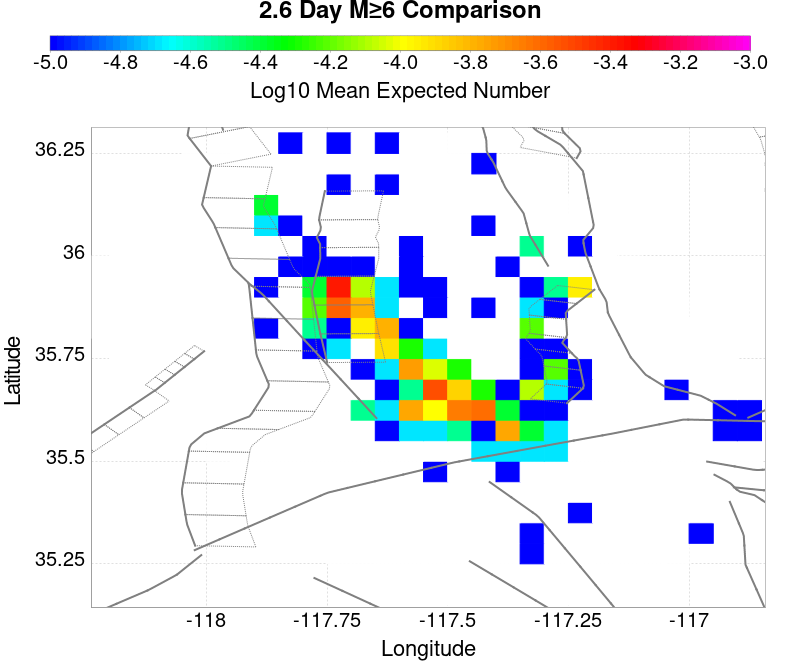 2.6 Day M≥6 Comparison
-5.0 -4.8 -4.6 -4.4 -4.2 -4.0 -3.8 -3.6 -3.4 -3.2 -3.0
Log10 Mean Expected Number
36.25
36
35.75
35.5
35.25
Latitude
-118 -117.75 -117.5 -117.25 -117
Longitude